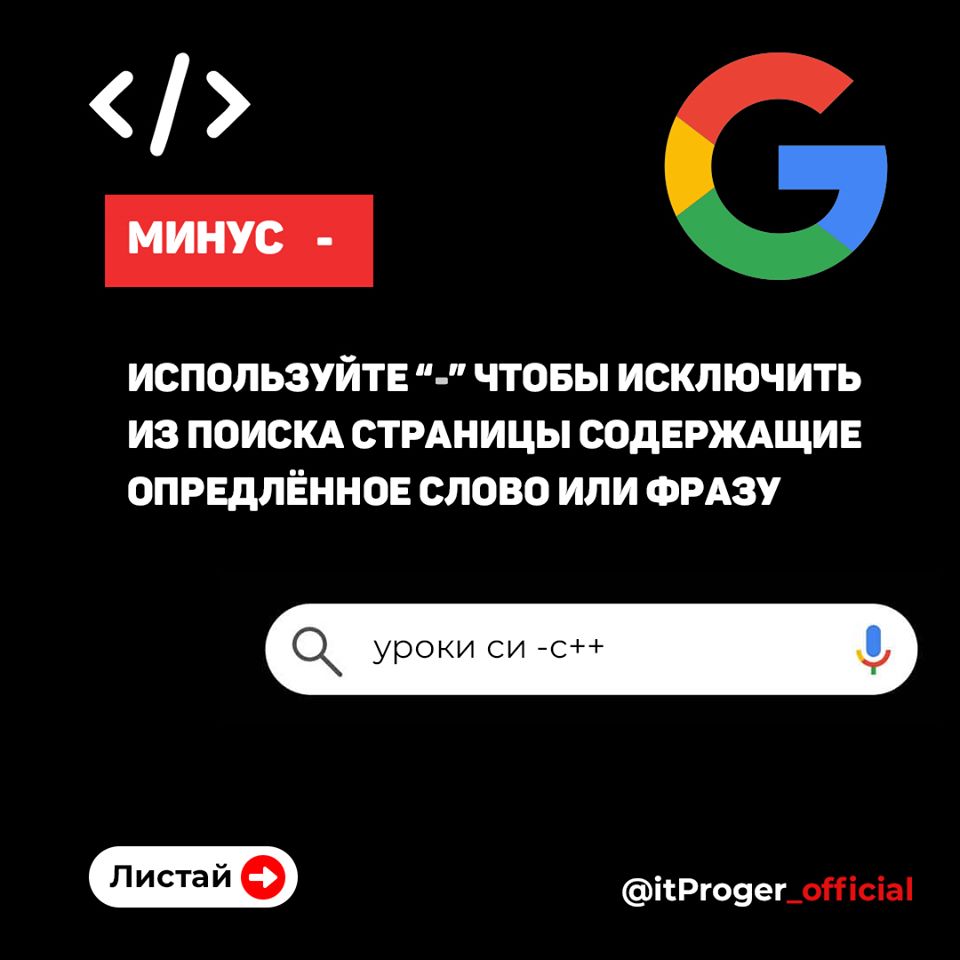 </>
МИНУС -
ИСПОЛЬЗУЙТЕ “-” ЧТОБЫ ИСКЛЮЧИТЬ
ИЗ ПОИСКА СТРАНИЦЫ СОДЕРЖАЩИЕ
ОПРЕДЛЁННОЕ СЛОВО ИЛИ ФРАЗУ
уроки си -с++
Листай
@itProger_official